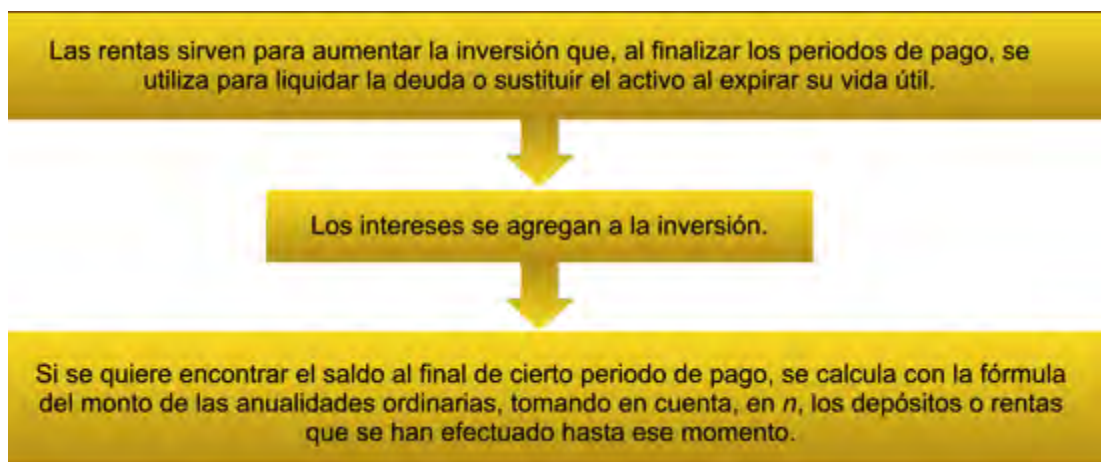 Las rentas sirven para aumentar la inversión que, al finalizar los periodos de pago, se
utiliza para liquidar la deuda o sustituir el activo al expirar su vida útil.
Los intereses se agregan a la inversión.
Si se quiere encontrar el saldo al final de cierto periodo de pago, se calcula con la fórmula
del monto de las anualidades ordinarias, tomando en cuenta, en n, los depósitos o rentas
que se han efectuado hasta ese momento.